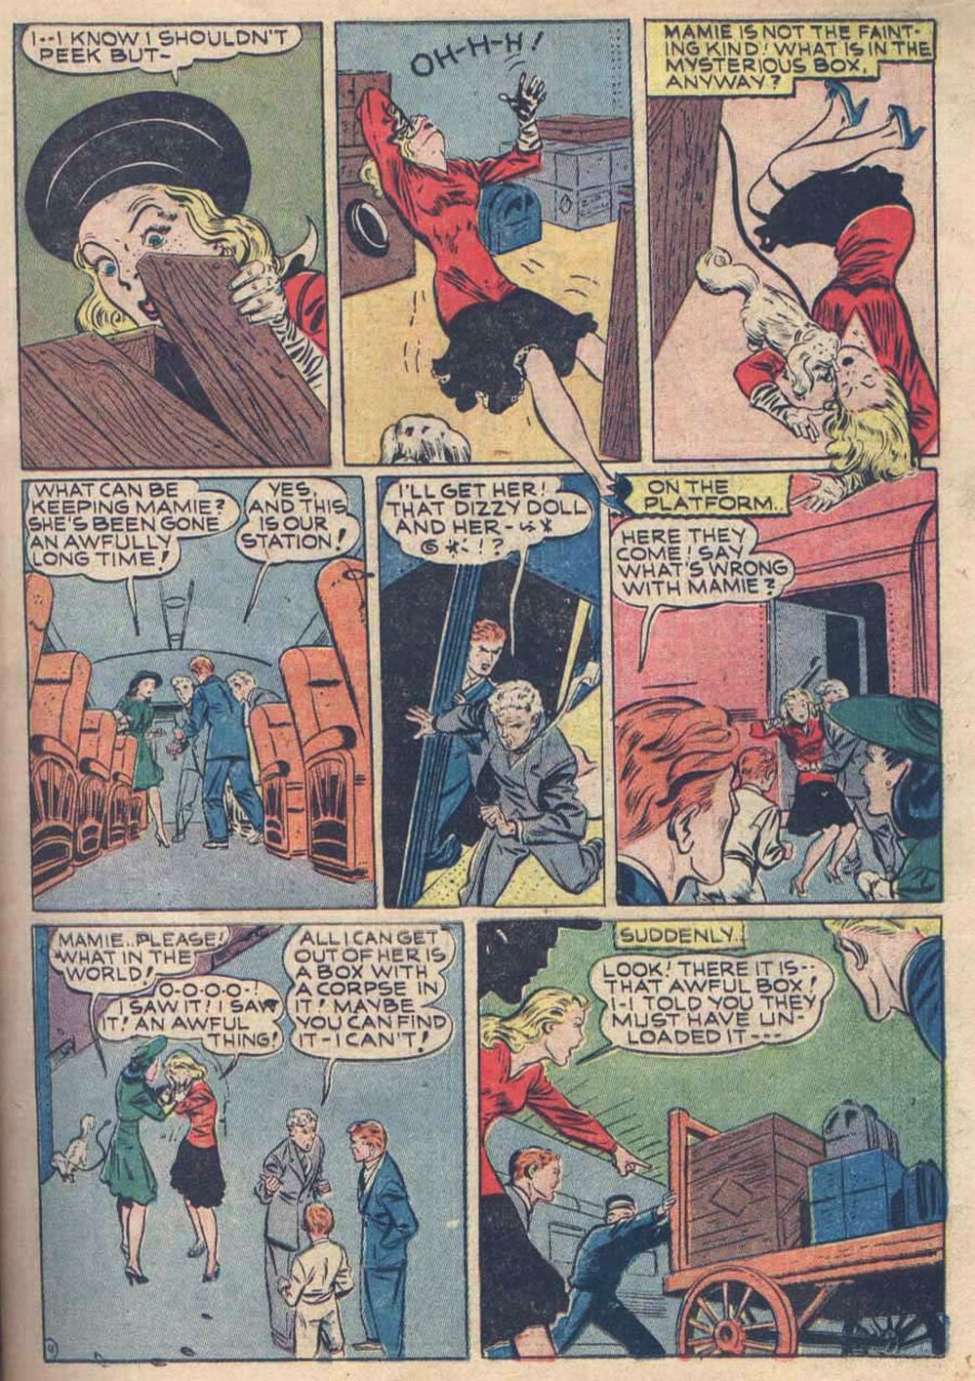 I--I KNOW I SHOULDN'T
PEEK BUT-
OH-H-H!
MAMIE IS NOT THE FAINT-
ING KIND! WHAT IS IN THE
MYSTERIOUS BOX,
ANYWAY?
WHAT CAN BE
KEEPING MAMIE?
SHE'S BEEN GONE
AN AWFULLY
LONG TIME!
YES,
AND THIS
IS OUR
STATION!
I'LL GET HER!
THAT DIZZY DOLL
AND HER-
@*-!?
ON THE
PLATFORM..
HERE THEY
COME! SAY,
WHAT'S WRONG
WITH MAMIE?
MAMIE..PLEASE!
WHAT IN THE
WORLD!
O-O-O-O-!
I SAW IT! I SAW
IT! AN AWFUL
THING!
ALL I CAN GET
OUT OF HER IS
A BOX WITH
A CORPSE IN
IT! MAYBE
YOU CAN FIND
IT-I CAN'T!
SUDDENLY..
LOOK! THERE IT IS--
THAT AWFUL BOX!
I-I TOLD YOU THEY
MUST HAVE UN-
LOADED IT---
9